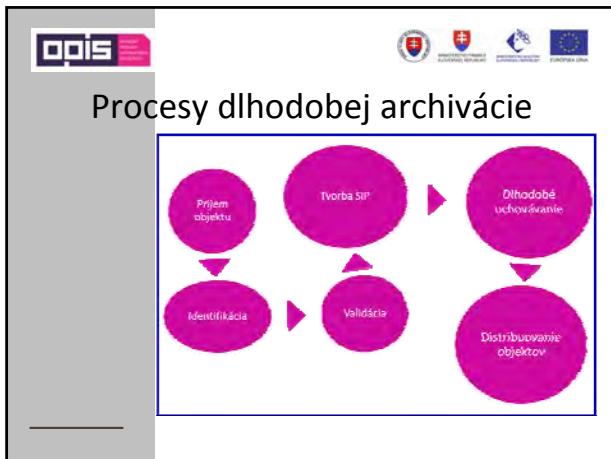 opis
EURÓPSKA ÚNIA
Procesy dlhodobej archivácie
Príjem
objektu
Identifikácia
Validácia
Tvorba SIP
Dlhodobé
uchovávanie
Distribuovanie
objektov